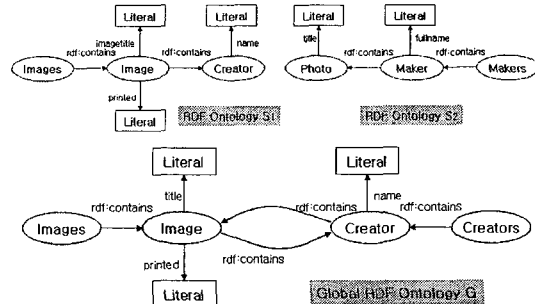 Literal Literal Literal Literal
imagetitle name title fullname
rdf:contains rdf:contains rdf:contains rdf:contains
Images Image Creator Photo Maker Makers
printed
Literal RDF Ontology S1 RDF Ontology S2
Literal Literal
title name
rdf:contains rdf:contains rdf:contains
Images Image Creator Creators
printed rdf:contains
Literal Global RDF Ontology G